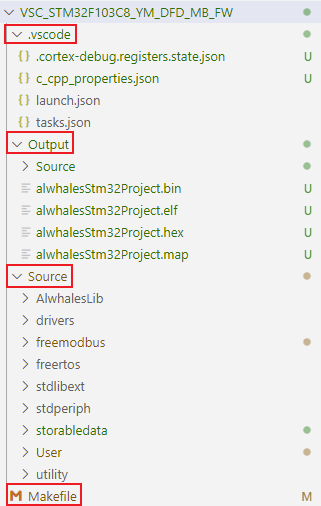 VSC_STM32F103C8_YM_DFD_MB_FW
.vscode
{} .cortex-debug.registers.state.json U
{} c_cpp_properties.json U
{} launch.json
{} tasks.json
Output
Source
alwhalesStm32Project.bin U
alwhalesStm32Project.elf U
alwhalesStm32Project.hex U
alwhalesStm32Project.map U
Source
AlwhalesLib
drivers
freemodbus
freertos
stdlibext
stdperiph
storabledata
User
utility
M Makefile M